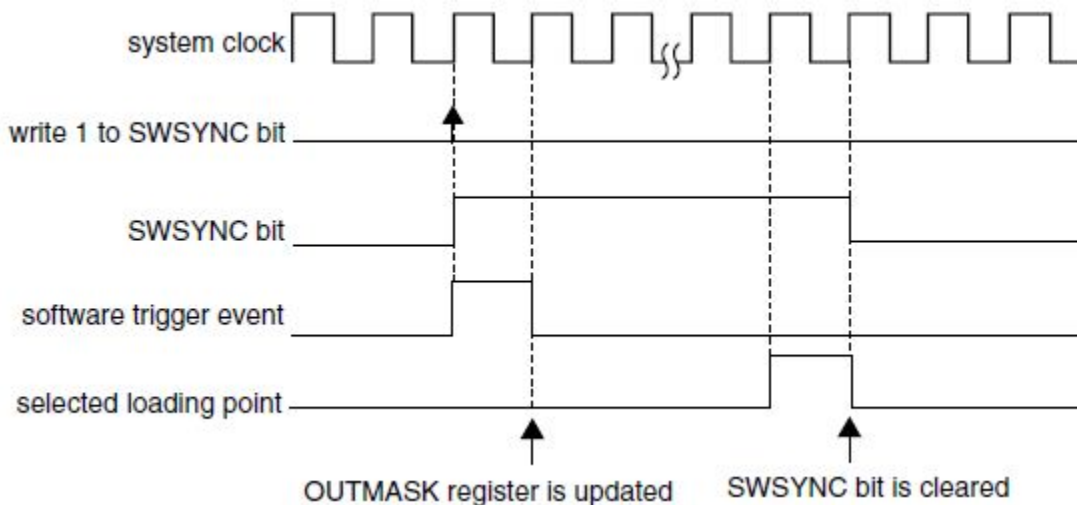 system clock
write 1 to SWSYNC bit
SWSYNC bit
software trigger event
selected loading point
OUTMASK register is updated
SWSYNC bit is cleared